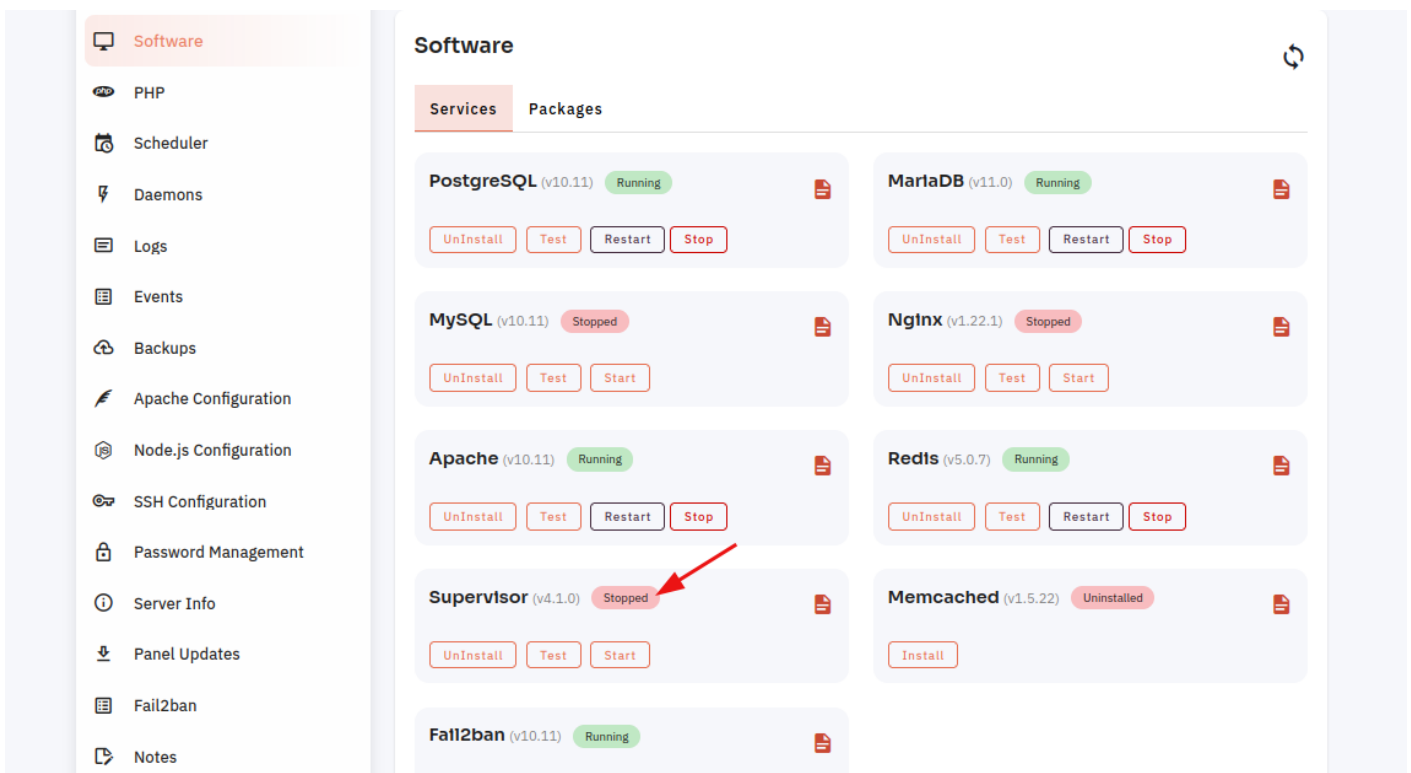 Software
PHP
Scheduler
Daemons
Logs
Events
Backups
Apache Configuration
Node.js Configuration
SSH Configuration
Password Management
Server Info
Panel Updates
Fail2ban
Notes
Software
Services Packages
PostgreSQL (v10.11) Running
UnInstall Test Restart Stop
MariaDB (v11.0) Running
UnInstall Test Restart Stop
MySQL (v10.11) Stopped
UnInstall Test Start
Nginx (v1.22.1) Stopped
UnInstall Test Start
Apache (v10.11) Running
UnInstall Test Restart Stop
Redis (v5.0.7) Running
UnInstall Test Restart Stop
Supervisor (v4.1.0) Stopped
UnInstall Test Start
Memcached (v1.5.22) Uninstalled
Install
Fail2ban (v10.11) Running